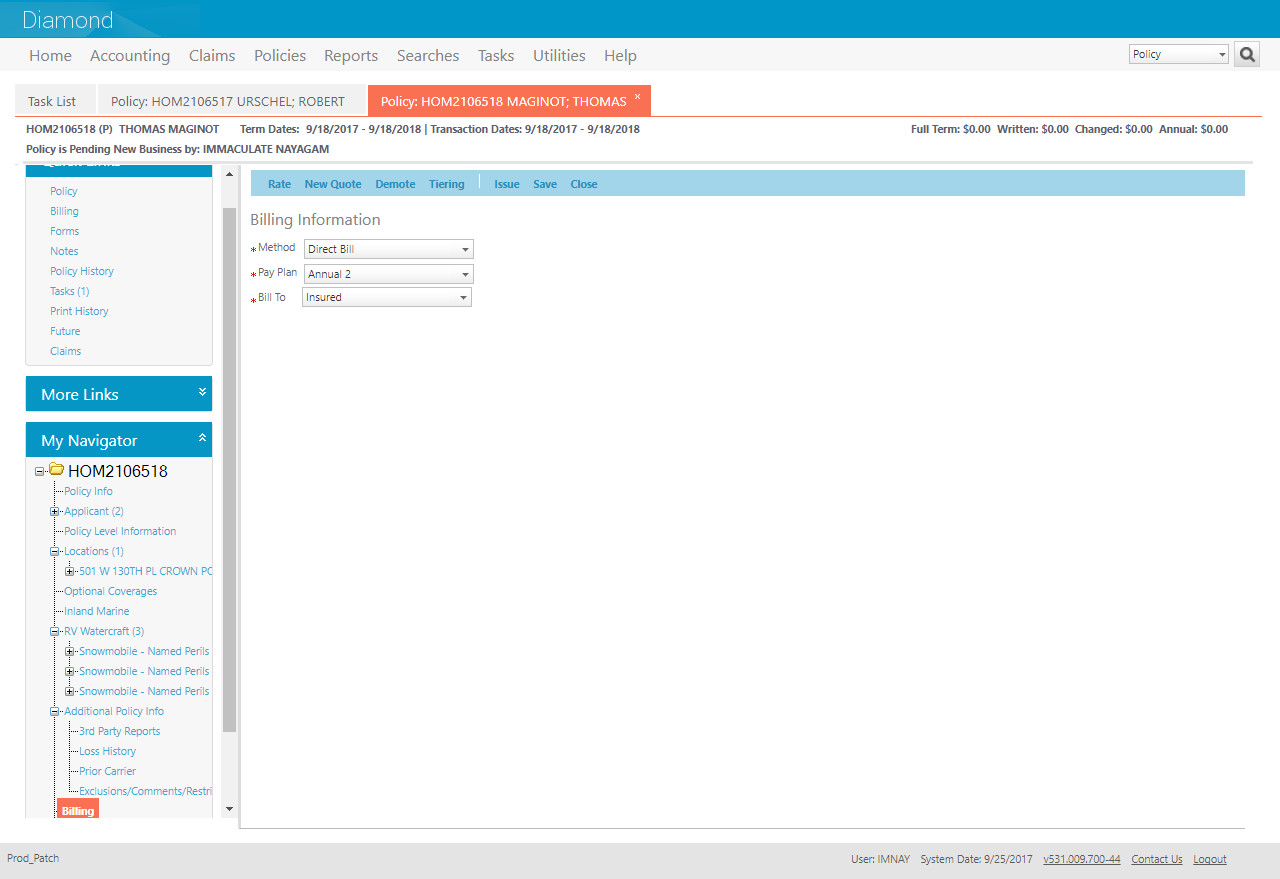 Diamond
Home Accounting Claims Policies Reports Searches Tasks Utilities Help Policy
Task List Policy: HOM2106517 URSCHEL; ROBERT Policy: HOM2106518 MAGINOT; THOMAS ×
HOM2106518 (P) THOMAS MAGINOT Term Dates: 9/18/2017 - 9/18/2018 | Transaction Dates: 9/18/2017 - 9/18/2018 Full Term: $0.00 Written: $0.00 Changed: $0.00 Annual: $0.00
Policy is Pending New Business by: IMMACULATE NAYAGAM
Policy
Billing
Forms
Notes
Policy History
Tasks (1)
Print History
Future
Claims
More Links
My Navigator
HOM2106518
Policy Info
Applicant (2)
Policy Level Information
Locations (1)
501 W 130TH PL CROWN PO
Optional Coverages
Inland Marine
RV Watercraft (3)
Snowmobile - Named Perils
Snowmobile - Named Perils
Snowmobile - Named Perils
Additional Policy Info
3rd Party Reports
Loss History
Prior Carrier
Exclusions/Comments/Restri
Billing
Rate New Quote Demote Tiering Issue Save Close
Billing Information
* Method Direct Bill
* Pay Plan Annual 2
* Bill To Insured
Prod_Patch User: IMNAY System Date: 9/25/2017 v531.009.700-44 Contact Us Logout